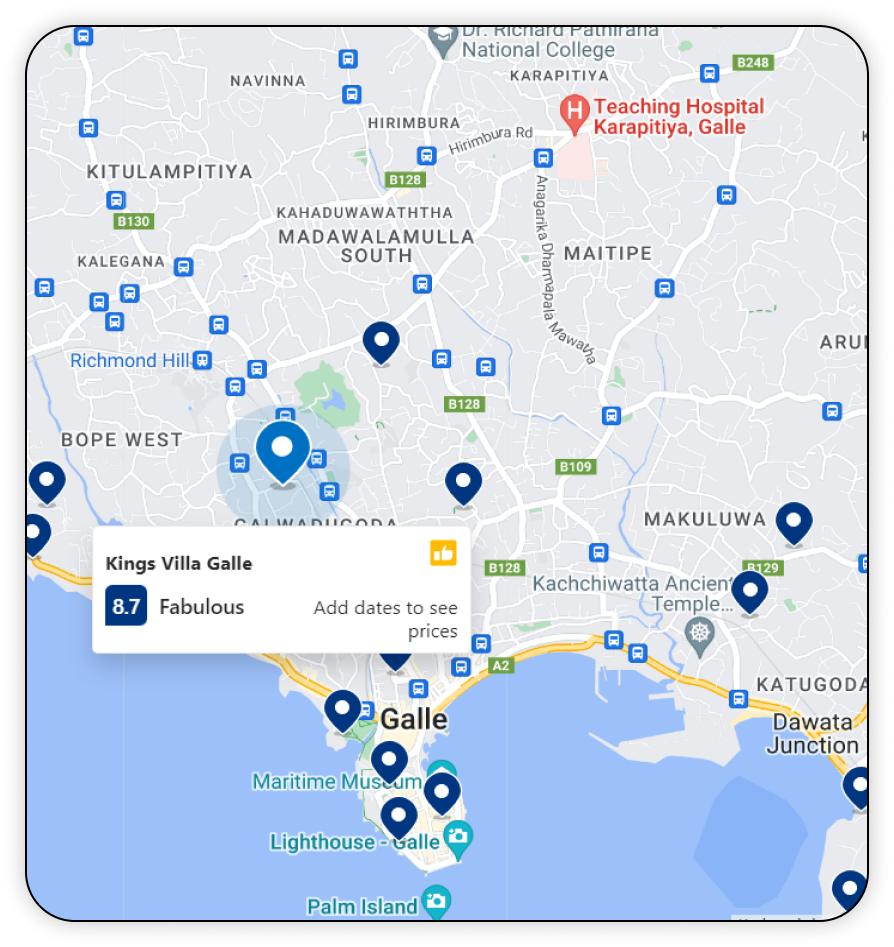 Dr. Richard Pathirana
National College
B248
KARAPITIYA
NAVINNA
Teaching Hospital
Karapitiya, Galle
HIRIMBURA
Hirimbura Rd
KITULAMPITIYA
B128
Anagarika Dharmapala Mawatha
KAHADUWAWATHTHA
B130
MADAWALAMULLA
SOUTH
MAITIPE
KALEGANA
ARU
Richmond Hill
B128
BOPE WEST
B109
MAKULUWA
GALWADUGODA
Kings Villa Galle
8.7 Fabulous
Add dates to see
prices
B128
B129
Kachchiwatta Ancient
Temple...
A2
KATUGODA
Galle
Dawata
Junction
Maritime Museum
Lighthouse - Galle
Palm Island